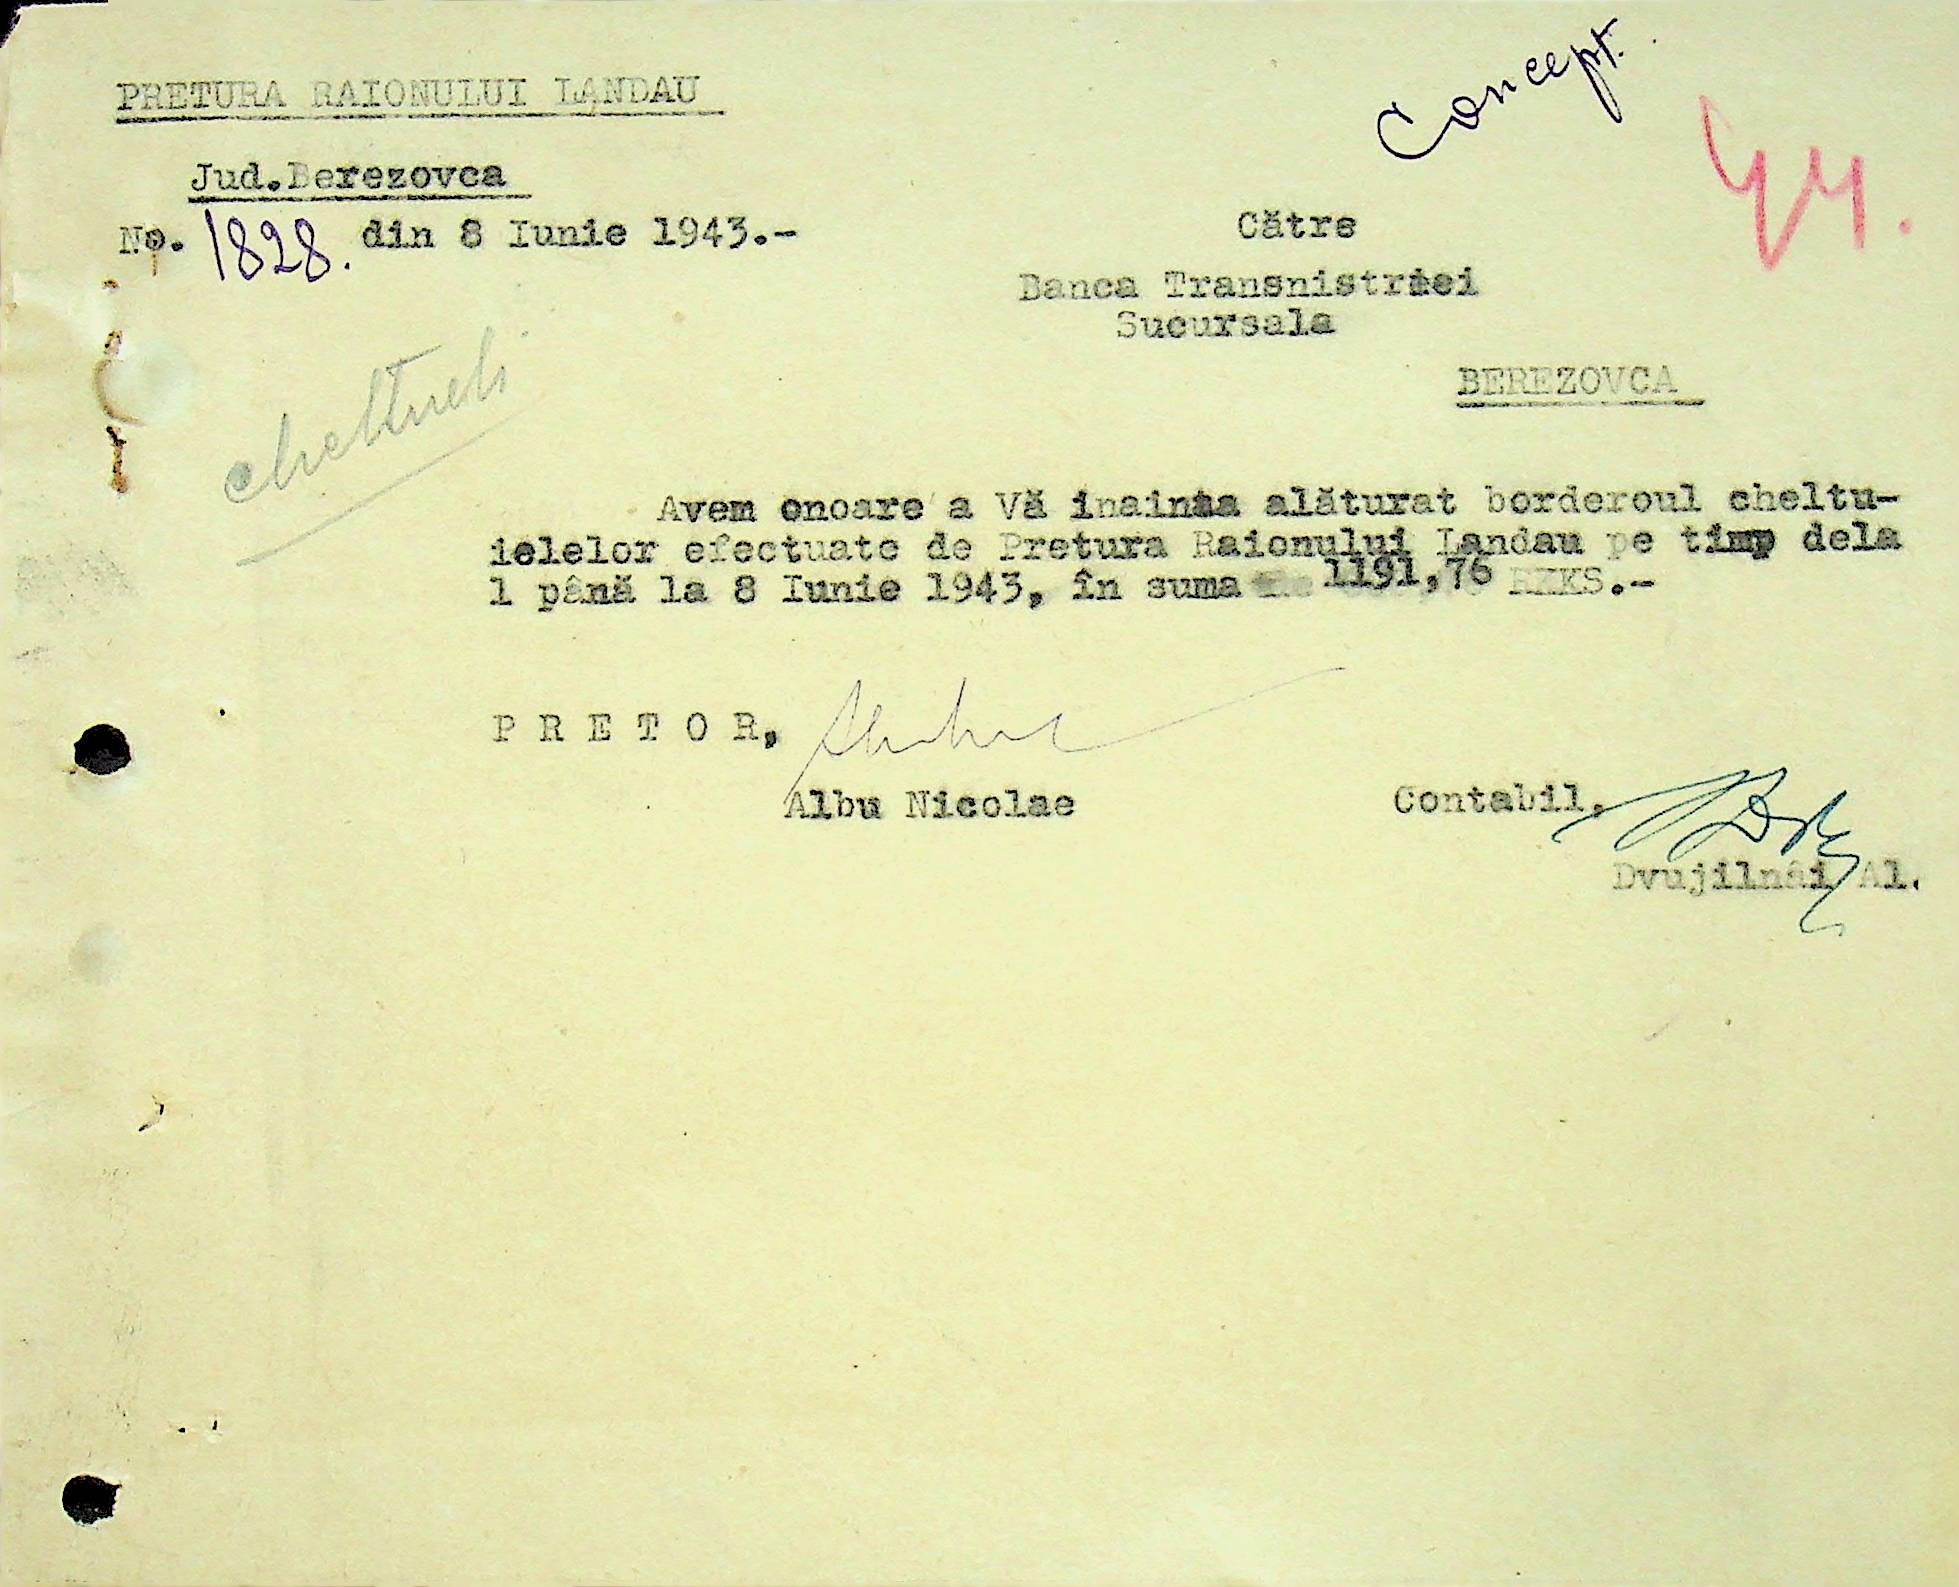 Concept.
PRETURA RAIONULUI LANDAU
Jud.Berezovca
No. 1828. din 8 Iunie 1943.-
Către
Banca Transnistriei
Sucursala
BEREZOVCA
Avem onoare a Vă inainta alăturat borderoul cheltu-
ielelor efectuate de Pretura Raionului Landau pe timp dela
1 până la 8 Iunie 1943, în suma de 1191,76 RKKS.-
P R E T O R,
Albu Nicolae
Contabil,
Dvujilnâi Al.